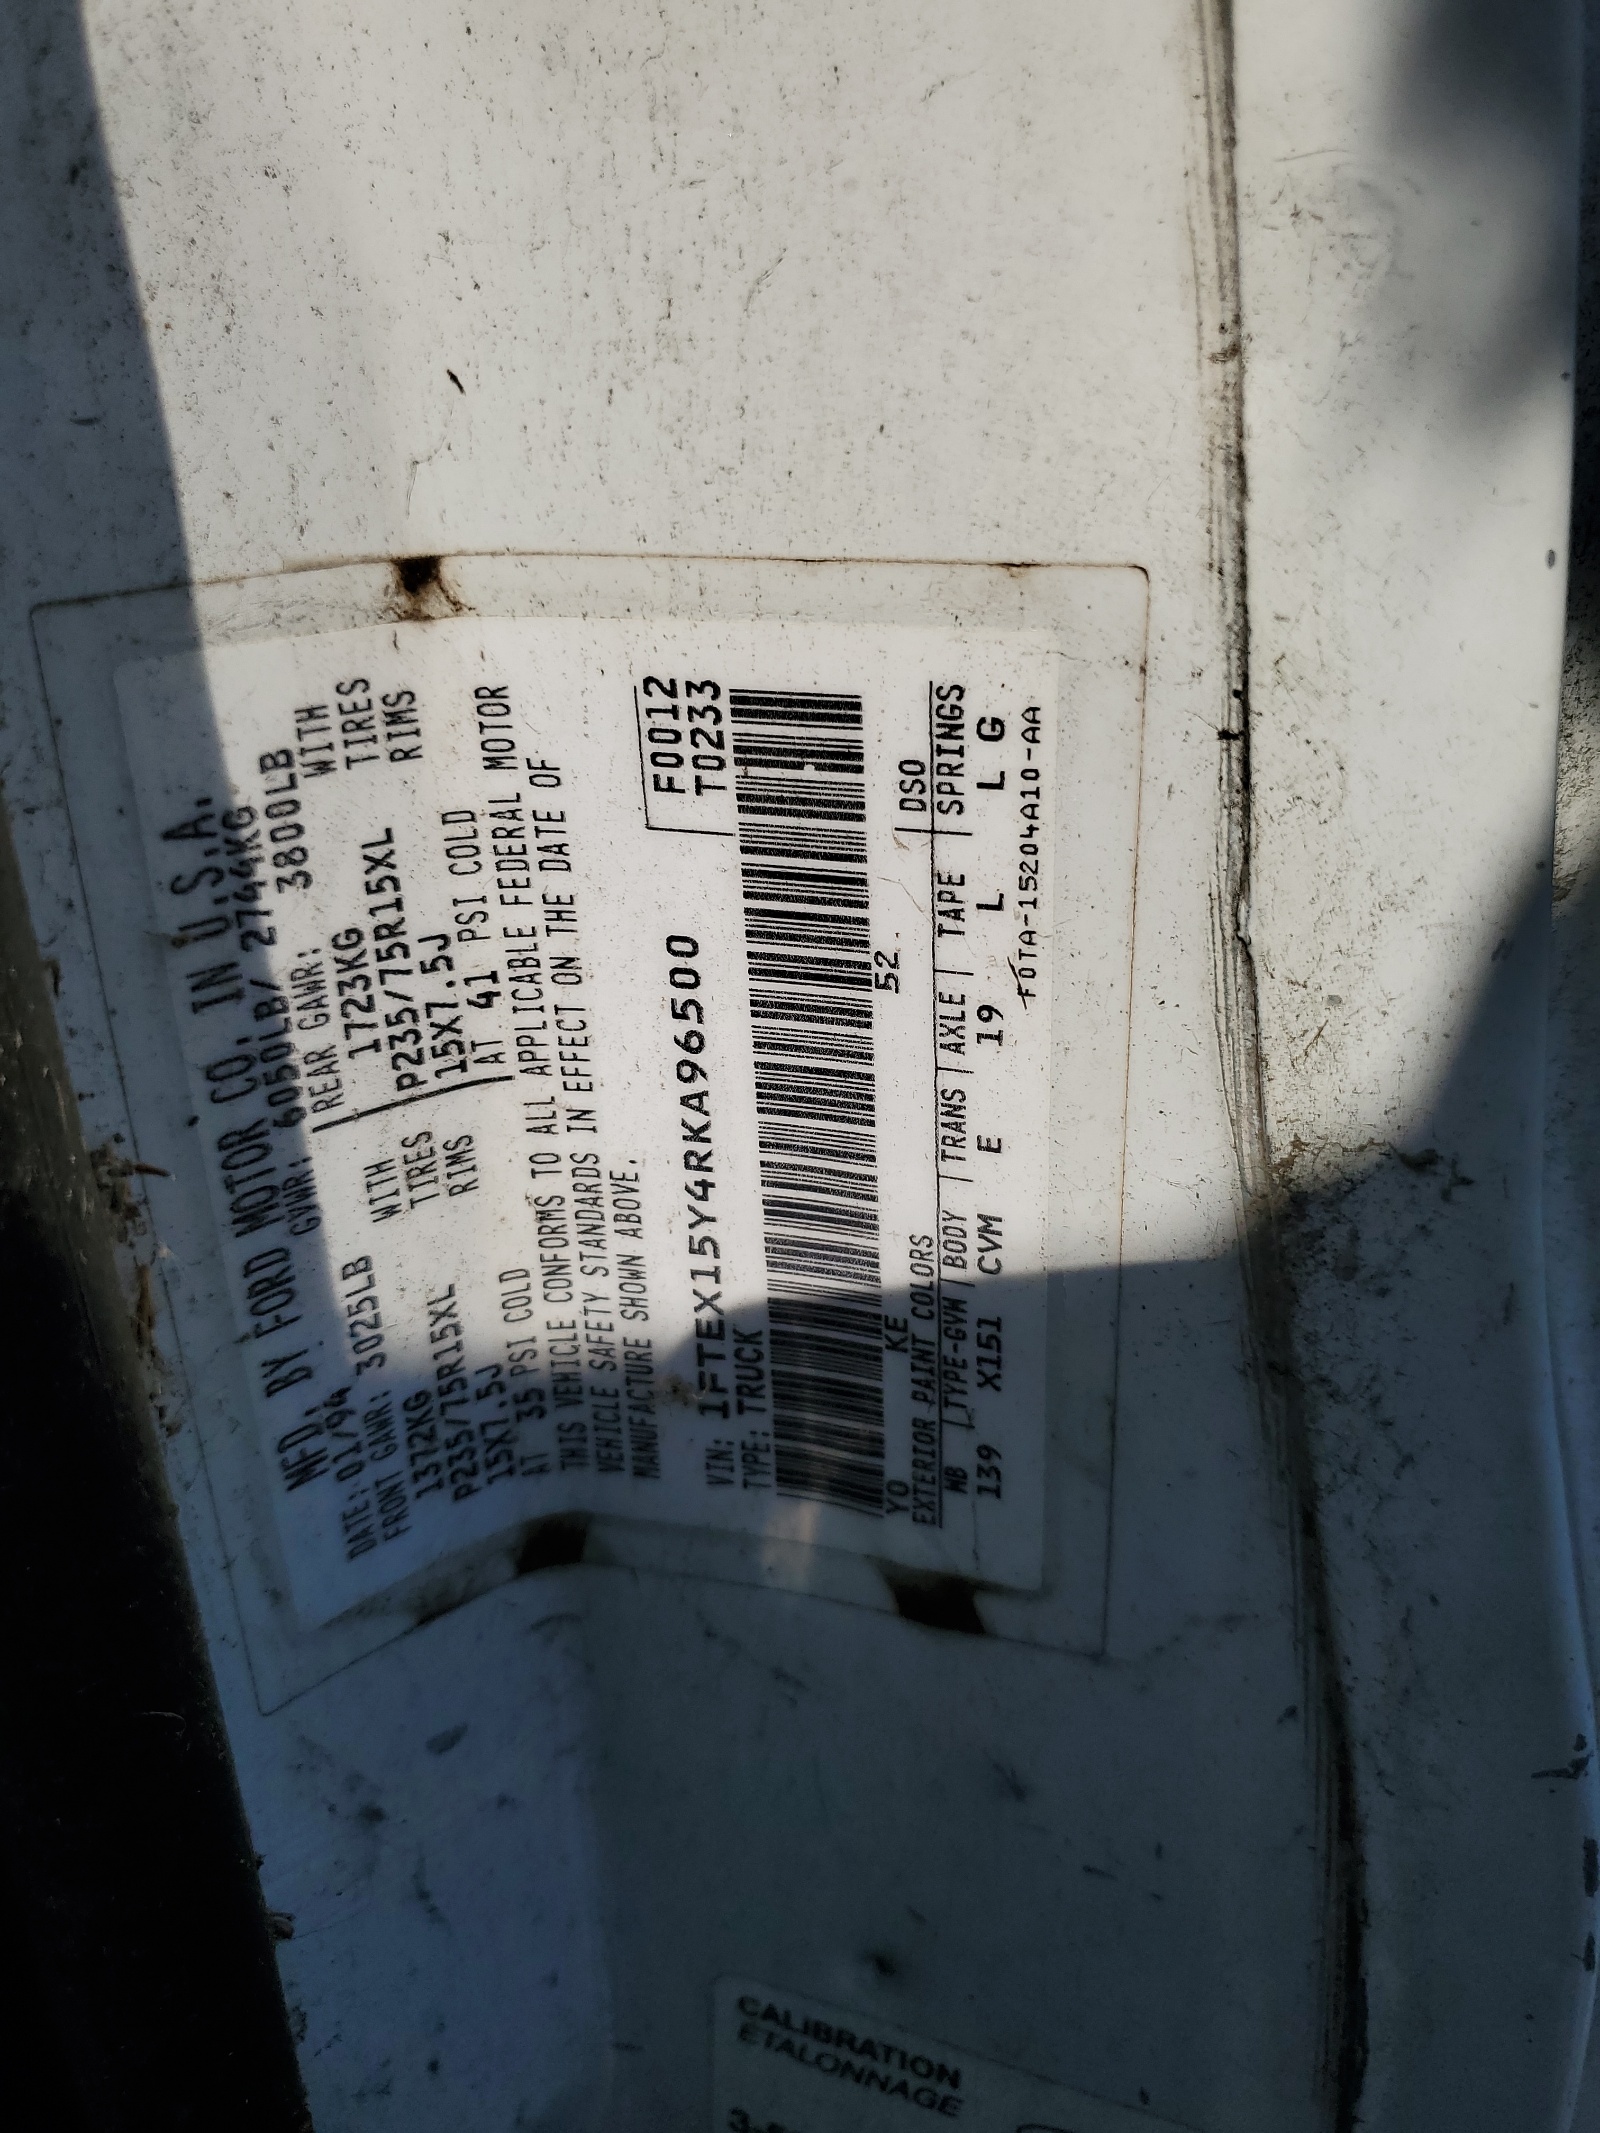 MFD. BY FORD MOTOR CO. IN U.S.A.
DATE: 01/94 GVWR: 6050LB/ 2744KG
FRONT GAWR: 3025LB REAR GAWR: 3800LB
1372KG WITH 1723KG WITH
P235/75R15XL TIRES P235/75R15XL TIRES
15X7.5J RIMS 15X7.5J RIMS
AT 35 PSI COLD AT 41 PSI COLD
THIS VEHICLE CONFORMS TO ALL APPLICABLE FEDERAL MOTOR
VEHICLE SAFETY STANDARDS IN EFFECT ON THE DATE OF
MANUFACTURE SHOWN ABOVE.
F0012
VIN: 1FTEX15Y4RKA96500 T0233
TYPE: TRUCK
52
YO KE
EXTERIOR PAINT COLORS DSO
WB TYPE-GVW BODY TRANS AXLE TAPE SPRINGS
139 X151 CVM E 19 L L G
F0TA-15204A10-AA
CALIBRATION
ETALONNAGE